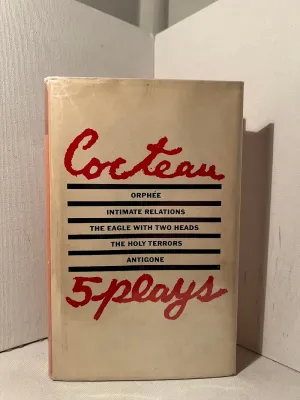 Cocteau
ORPHÉE
INTIMATE RELATIONS
THE EAGLE WITH TWO HEADS
THE HOLY TERRORS
ANTIGONE
5 plays